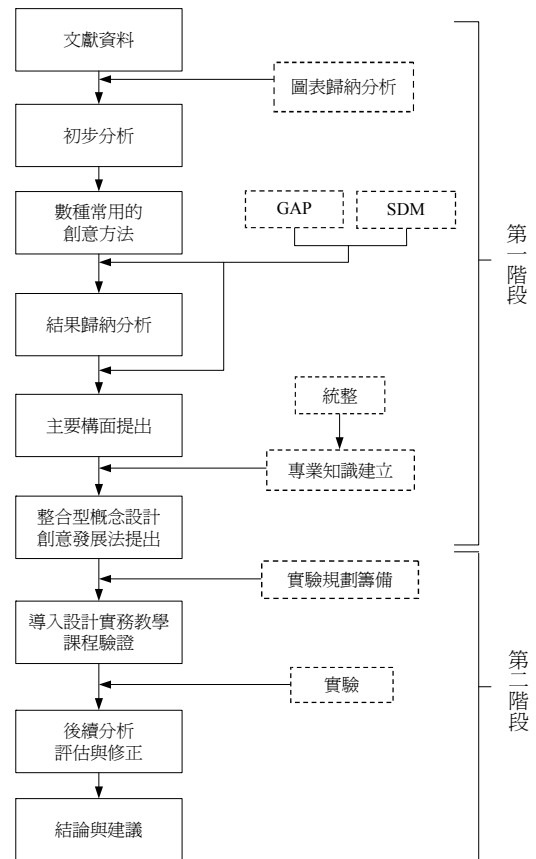 文獻資料
圖表歸納分析
初步分析
數種常用的
創意方法
GAP
SDM
第一階段
結果歸納分析
統整
主要構面提出
專業知識建立
整合型概念設計
創意發展法提出
實驗規劃籌備
導入設計實務教學
課程驗證
第二階段
實驗
後續分析
評估與修正
結論與建議